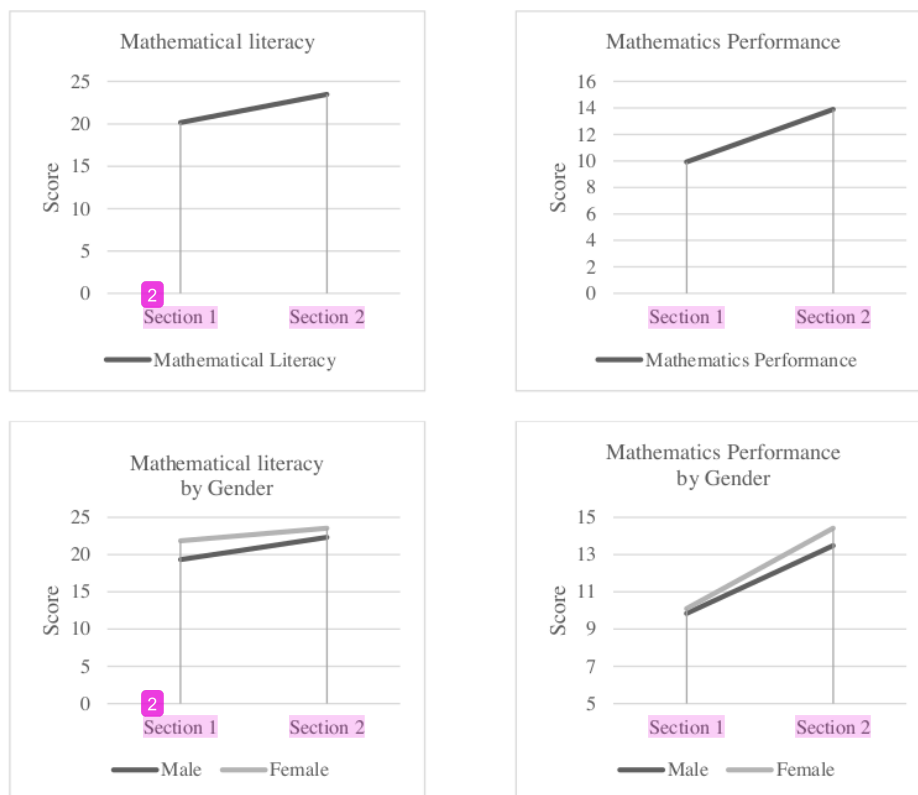 Mathematical literacy
25
20
15
10
5
0
Score
2
Section 1 Section 2
Mathematical Literacy
Mathematics Performance
16
14
12
10
8
6
4
2
0
Score
Section 1 Section 2
Mathematics Performance
Mathematical literacy
by Gender
25
20
15
10
5
0
Score
2
Section 1 Section 2
Male Female
Mathematics Performance
by Gender
15
13
11
9
7
5
Score
Section 1 Section 2
Male Female